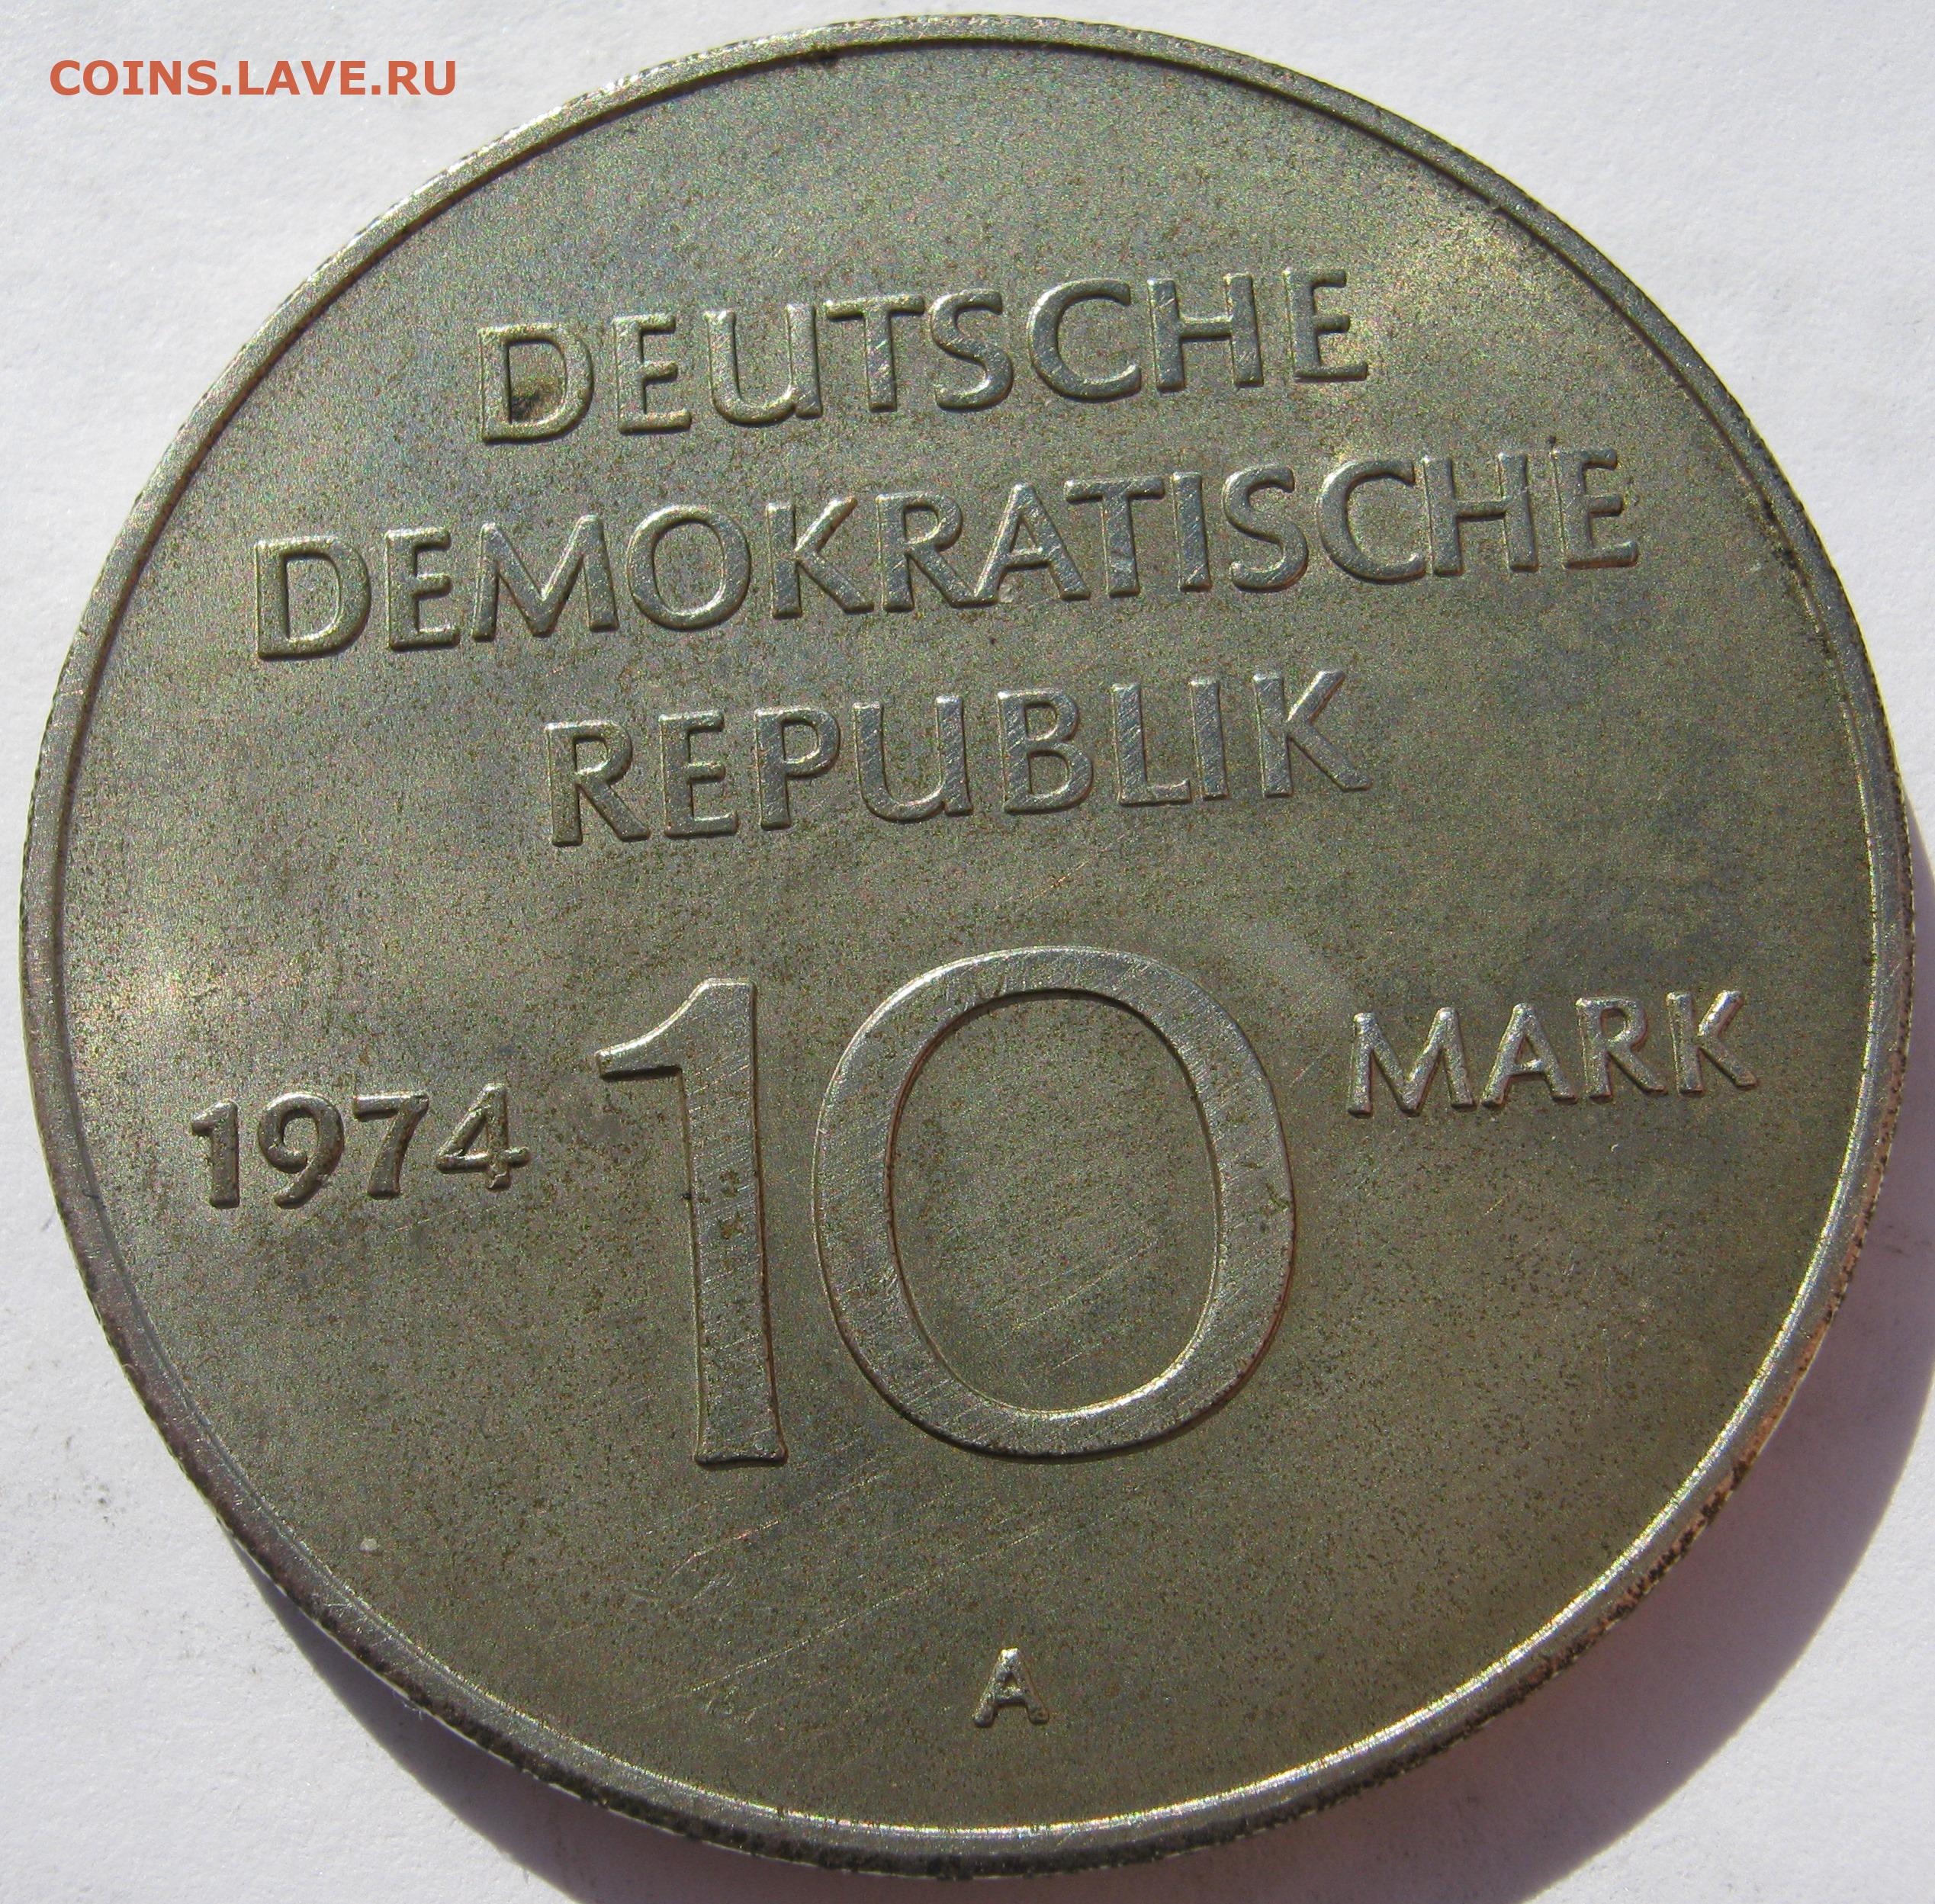 COINS.LAVE.RU
DEUTSCHE
DEMOKRATISCHE
REPUBLIK
1974 10 MARK
A